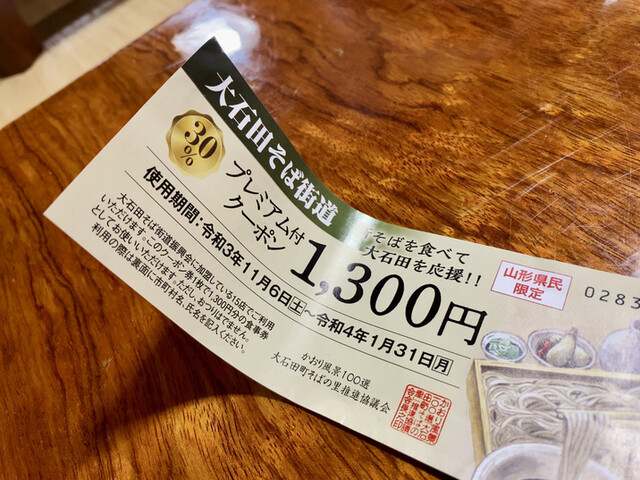 大石田そば街道
30%
プレミアム付
クーポン
そばを食べて
大石田を応援!!
1,300円
山形県民
限定
0283
使用期間:令和3年11月6日土~令和4年1月31日月
大石田そば街道振興会に加盟している15店でご利用
いただけます。このクーポン券1枚で1,300円分の食事券
としてお使いいただけます。ただし、おつりはでません。
利用の際は裏面に市町村名、氏名を記入ください。
かおり風景100選
大石田町そばの里推進協議会